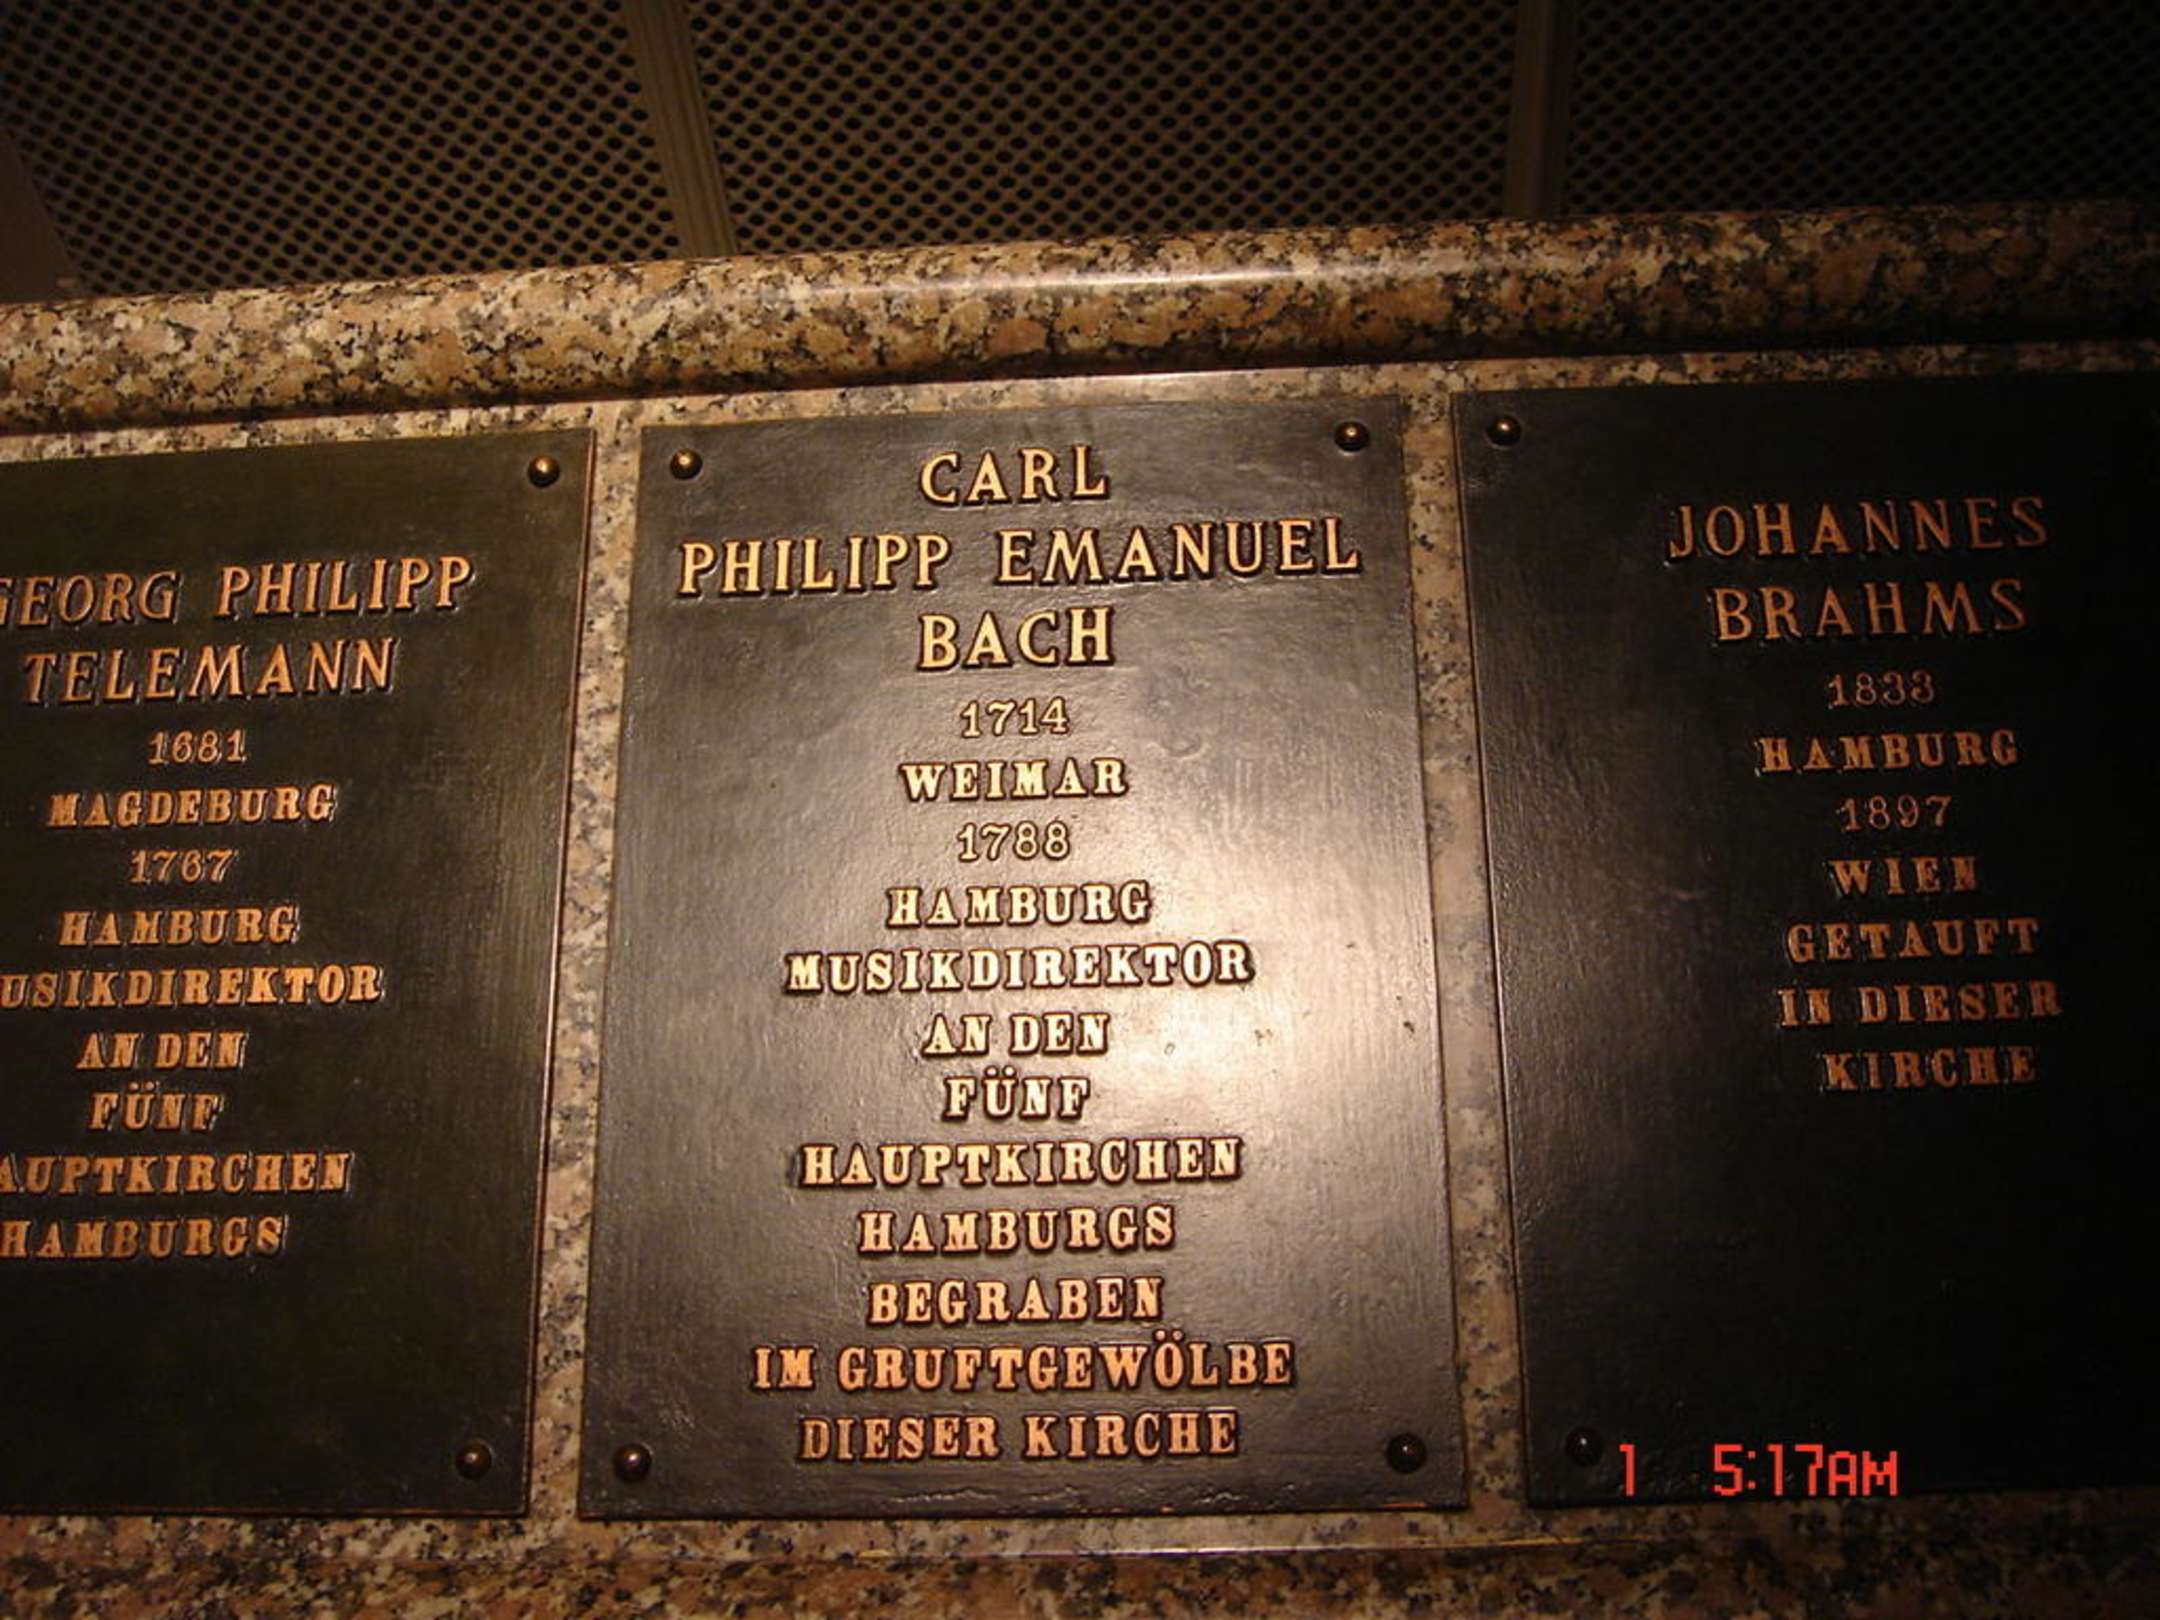 GEORG PHILIPP
TELEMANN
1681
MAGDEBURG
1767
HAMBURG
MUSIKDIREKTOR
AN DEN
FÜNF
HAUPTKIRCHEN
HAMBURGS
CARL
PHILIPP EMANUEL
BACH
1714
WEIMAR
1788
HAMBURG
MUSIKDIREKTOR
AN DEN
FÜNF
HAUPTKIRCHEN
HAMBURGS
BEGRABEN
IM GRUFTGEWÖLBE
DIESER KIRCHE
JOHANNES
BRAHMS
1833
HAMBURG
1897
WIEN
GETAUFT
IN DIESER
KIRCHE
1 5:17AM